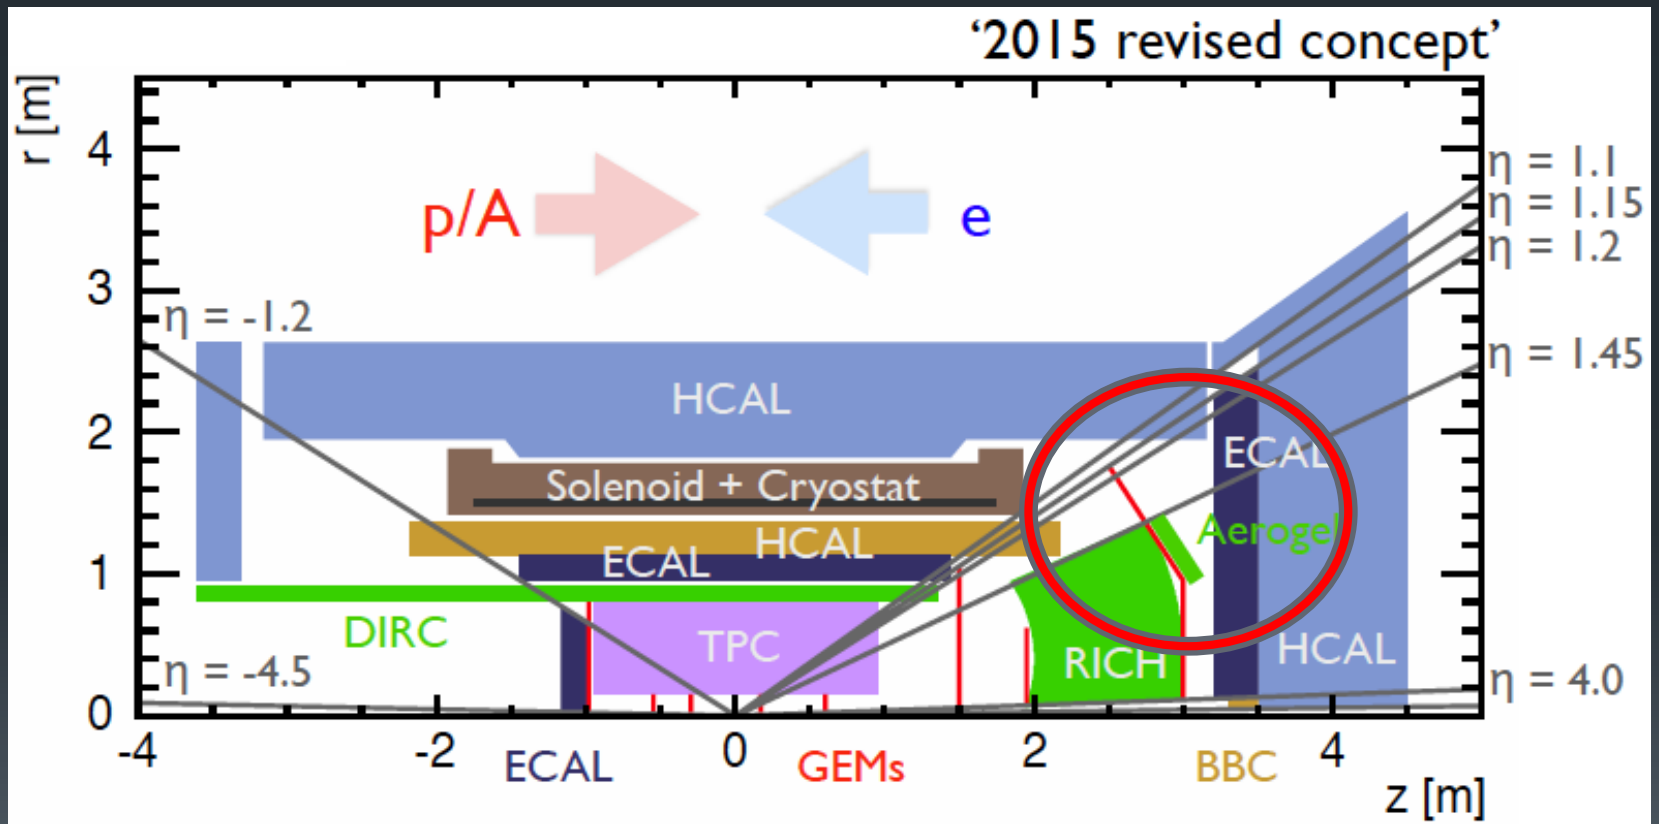 ‘2015 revised concept’
r [m]
4
3
2
1
0
p/A
e
η = 1.1
η = 1.15
η = 1.2
η = 1.45
η = 4.0
η = -1.2
η = -4.5
HCAL
Solenoid + Cryostat
HCAL
ECAL
DIRC
TPC
RICH
ECAL
Aerogel
HCAL
-4
-2
0
2
4
ECAL
GEMs
BBC
z [m]